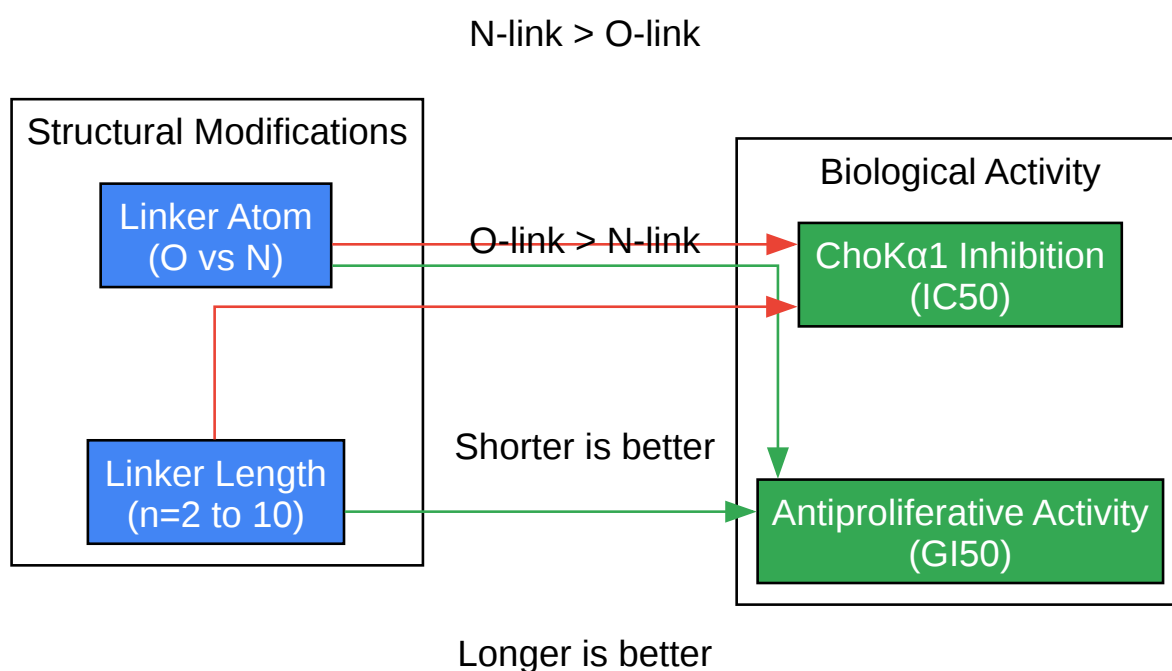 N-link > O-link
Structural Modifications
Biological Activity
Linker Atom
(O vs N)
O-link > N-link
ChoKα1 Inhibition
(IC50)
Shorter is better
Linker Length
(n=2 to 10)
Antiproliferative Activity
(GI50)
Longer is better